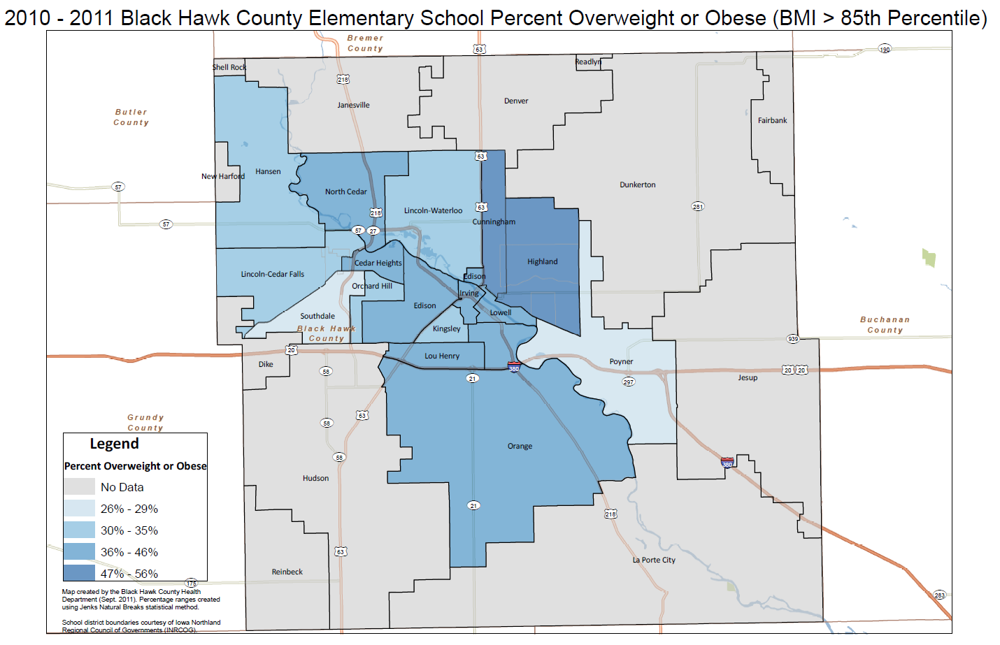 2010 - 2011 Black Hawk County Elementary School Percent Overweight or Obese (BMI > 85th Percentile)
Bremer
County
63
190
Shell Rock
Readlyn
218
Janesville
Denver
Butler
County
Fairbank
63
New Harford
Hansen
57
North Cedar
Dunkerton
281
63
Lincoln-Waterloo
218
Cunningham
57
57
27
Cedar Heights
Highland
Lincoln-Cedar Falls
Edison
Orchard Hill
Irving
Edison
Lowell
Southdale
Black Hawk
County
Kingsley
Buchanan
County
939
20
Lou Henry
Dike
58
380
Poyner
20
20
21
297
Jesup
Grundy
County
63
58
Orange
58
380
Hudson
21
218
63
La Porte City
Reinbeck
175
283
Legend
Percent Overweight or Obese
No Data
26% - 29%
30% - 35%
36% - 46%
47% - 56%
Map created by the Black Hawk County Health
Department (Sept. 2011). Percentage ranges created
using Jenks Natural Breaks statistical method.
School district boundaries courtesy of Iowa Northland
Regional Council of Governments (INRCOG).